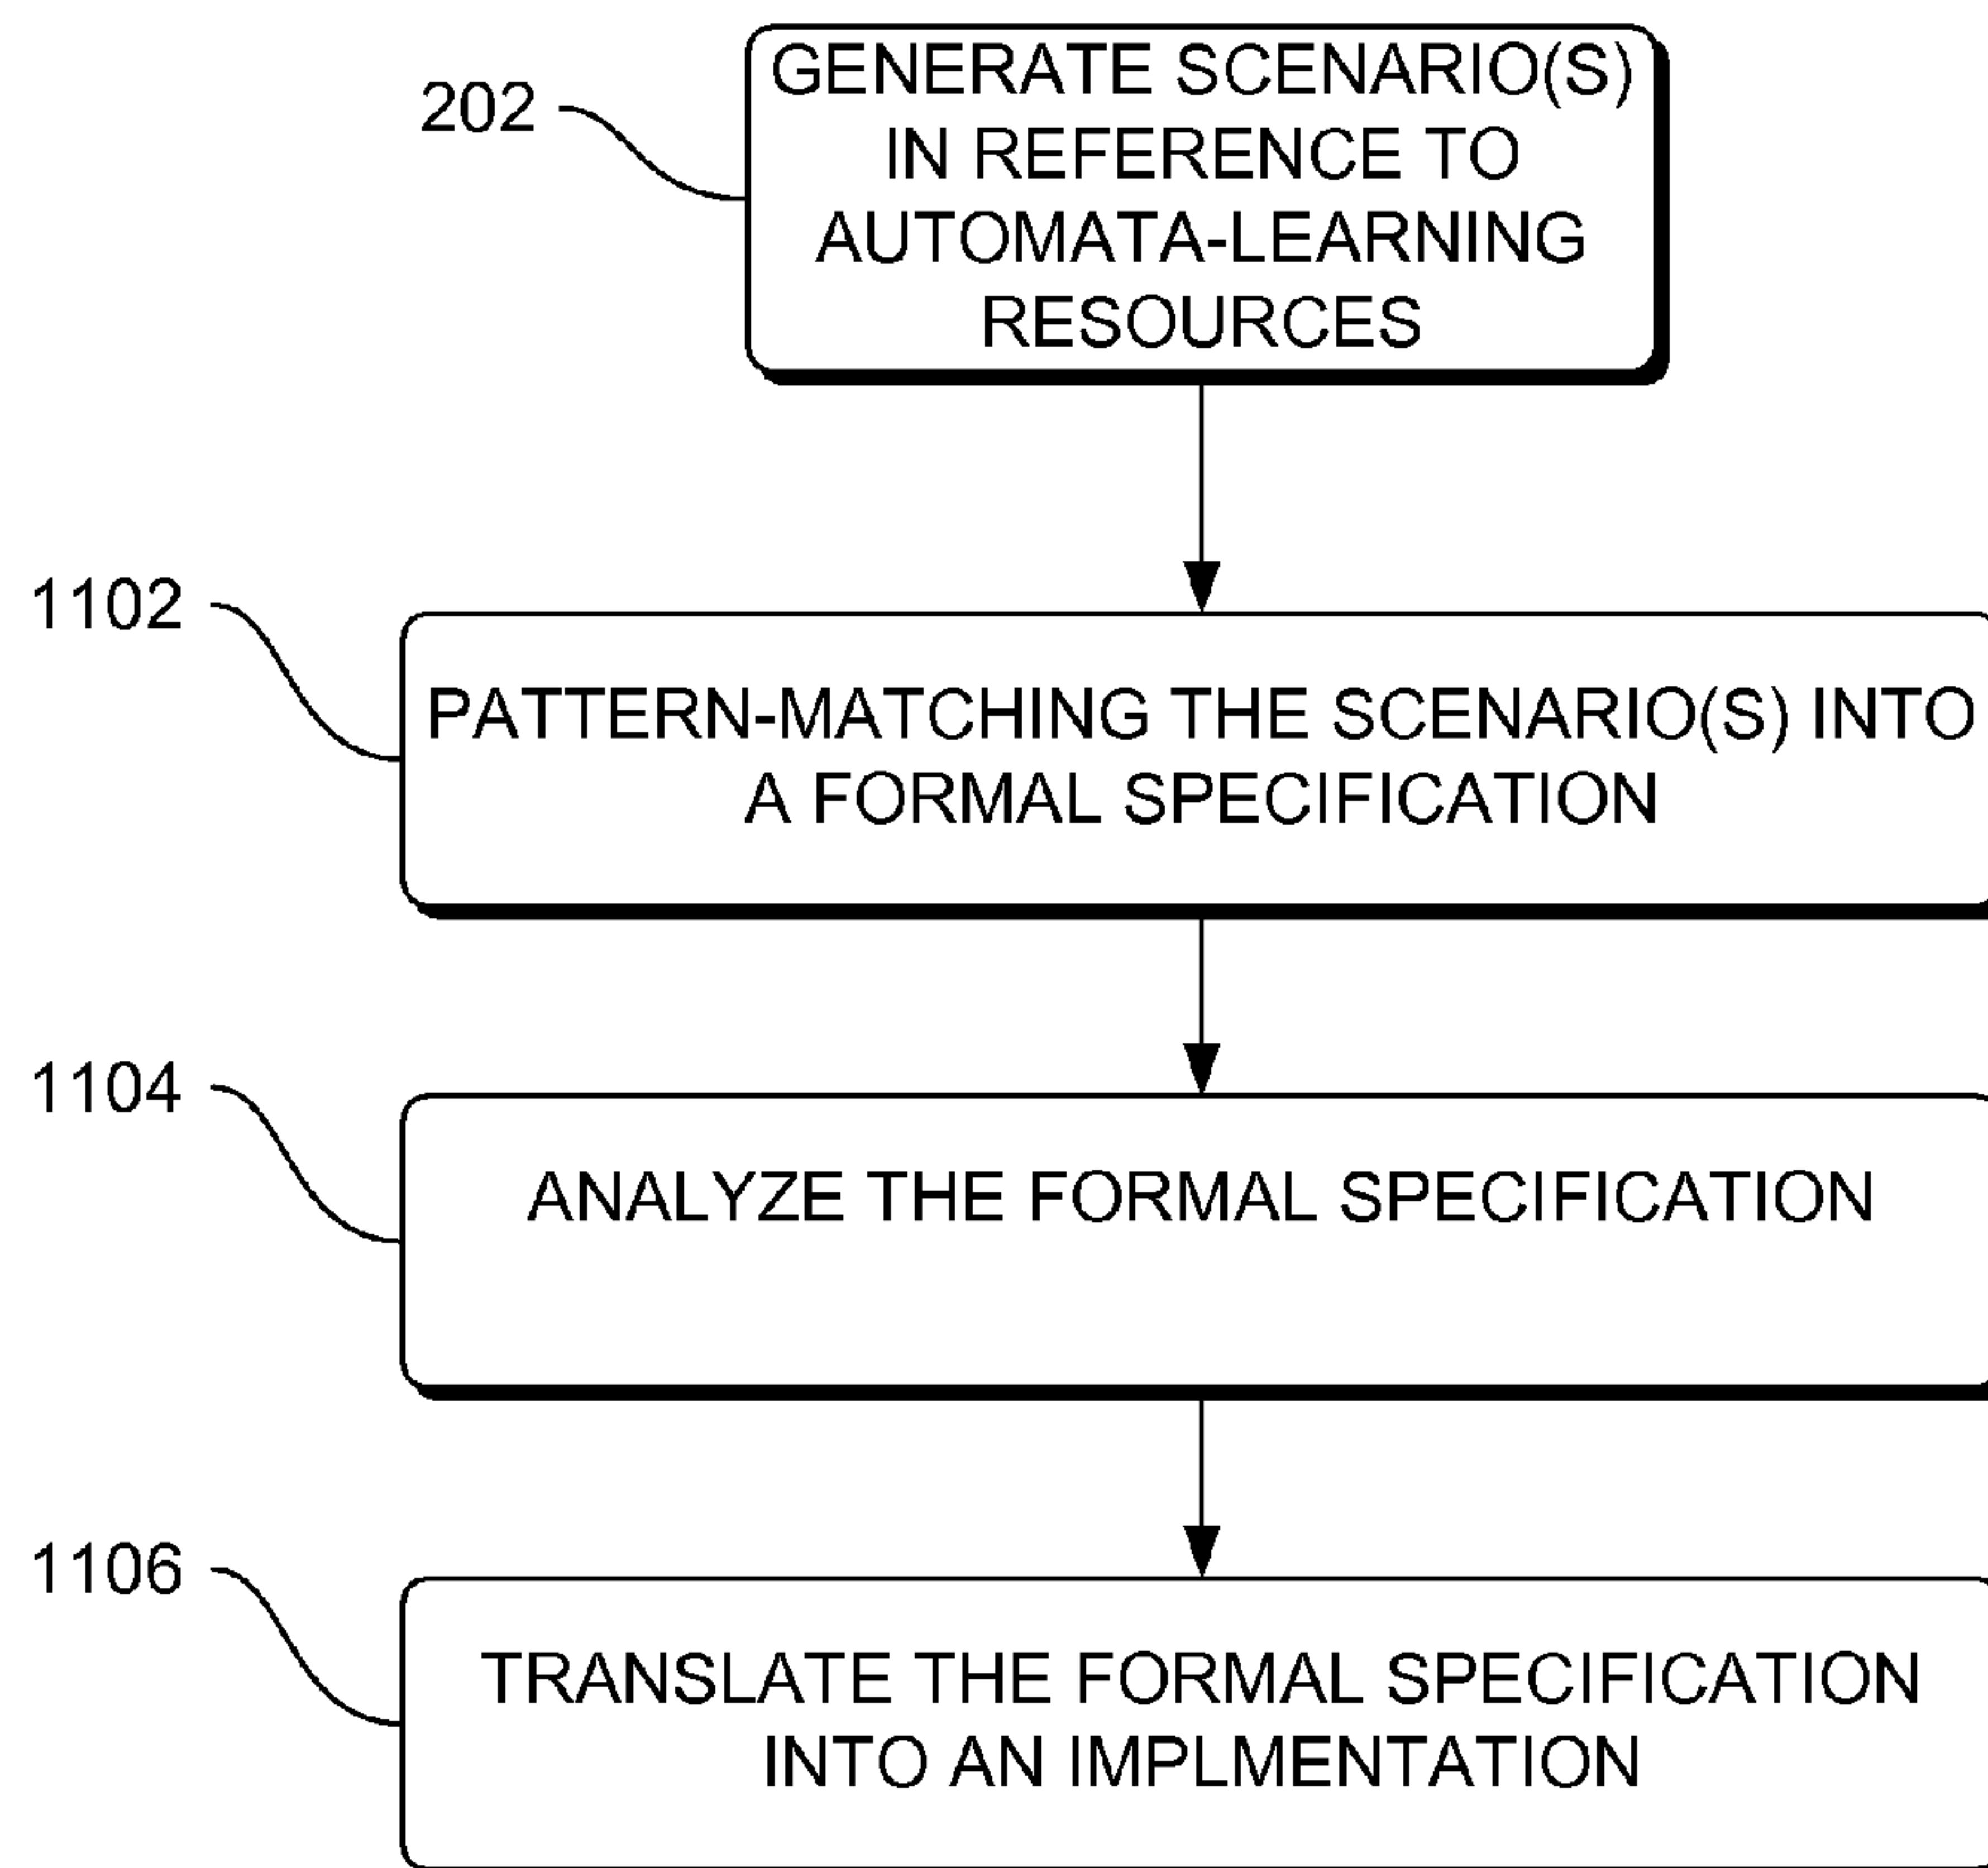 202
GENERATE SCENARIO(S)
IN REFERENCE TO
AUTOMATA-LEARNING
RESOURCES
1102
PATTERN-MATCHING THE SCENARIO(S) INTO
A FORMAL SPECIFICATION
1104
ANALYZE THE FORMAL SPECIFICATION
1106
TRANSLATE THE FORMAL SPECIFICATION
INTO AN IMPLMENTATION